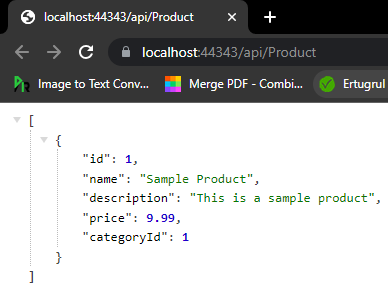 localhost:44343/api/Product
localhost:44343/api/Product
Image to Text Conv...
Merge PDF - Combi...
Ertugrul
[
{
"id": 1,
"name": "Sample Product",
"description": "This is a sample product",
"price": 9.99,
"categoryId": 1
}
]